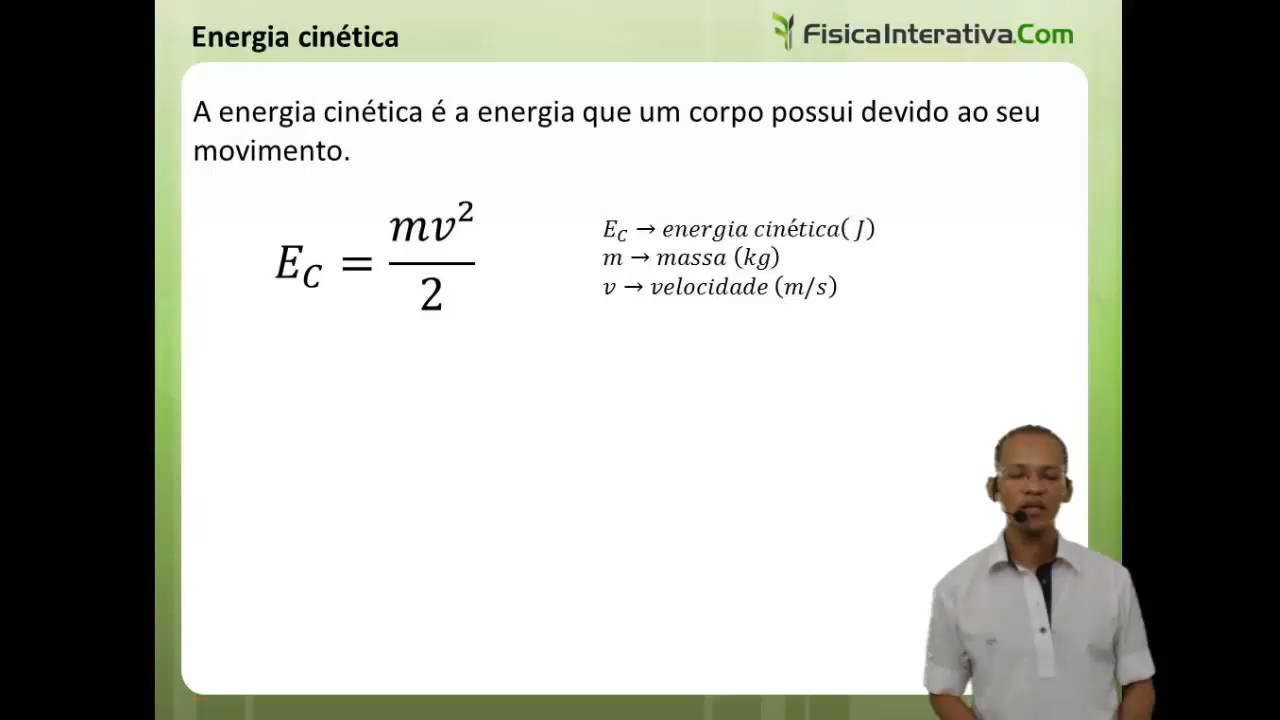 Energia cinética
FisicaInterativa.Com
A energia cinética é a energia que um corpo possui devido ao seu
movimento.
E_C = mv²/2
E_C → energia cinética( J)
m → massa (kg)
v → velocidade (m/s)